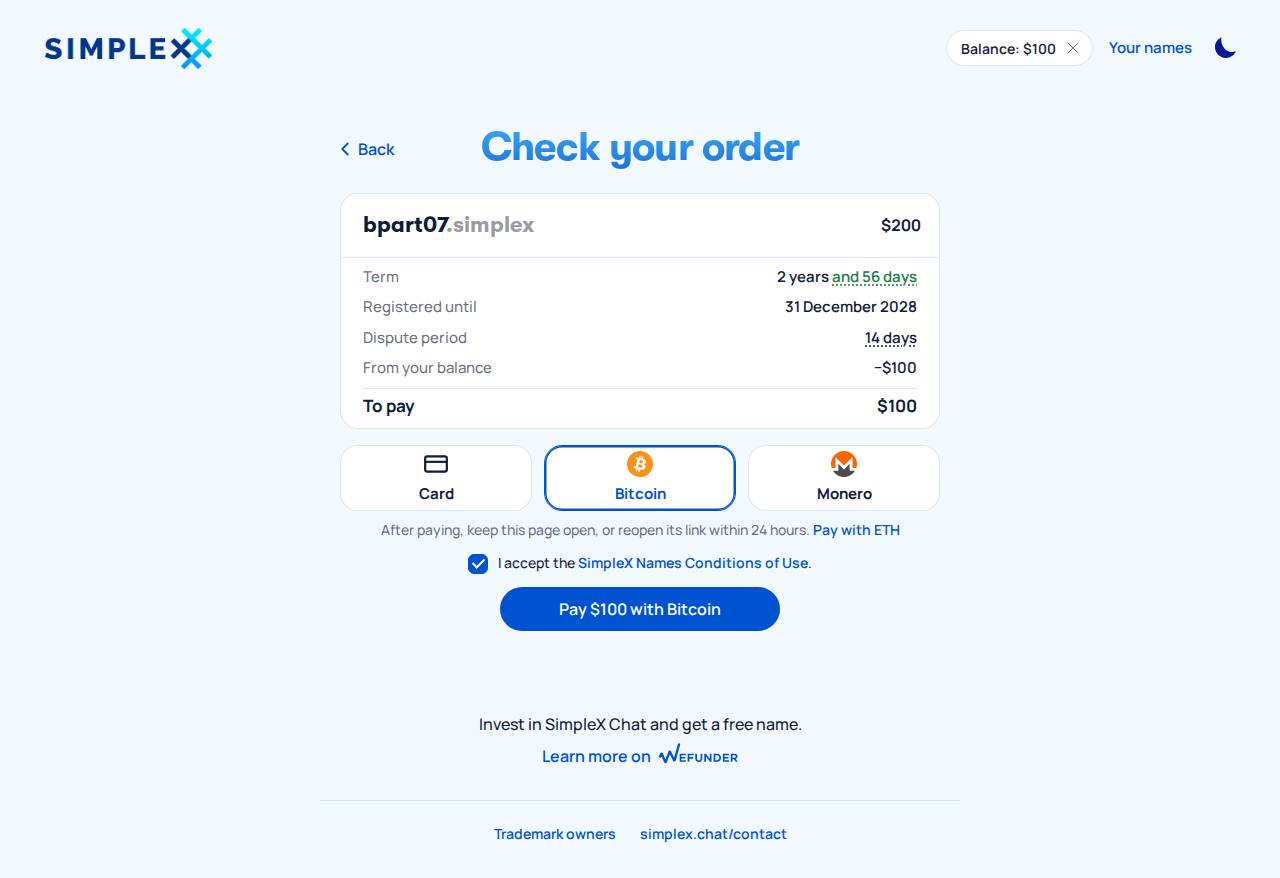 SIMPLEX
Balance: $100
Your names
Back
Check your order
bpart07.simplex
$200
Term
2 years and 56 days
Registered until
31 December 2028
Dispute period
14 days
From your balance
−$100
To pay
$100
Card
Bitcoin
Monero
After paying, keep this page open, or reopen its link within 24 hours. Pay with ETH
I accept the SimpleX Names Conditions of Use.
Pay $100 with Bitcoin
Invest in SimpleX Chat and get a free name.
Learn more on WEFUNDER
Trademark owners
simplex.chat/contact